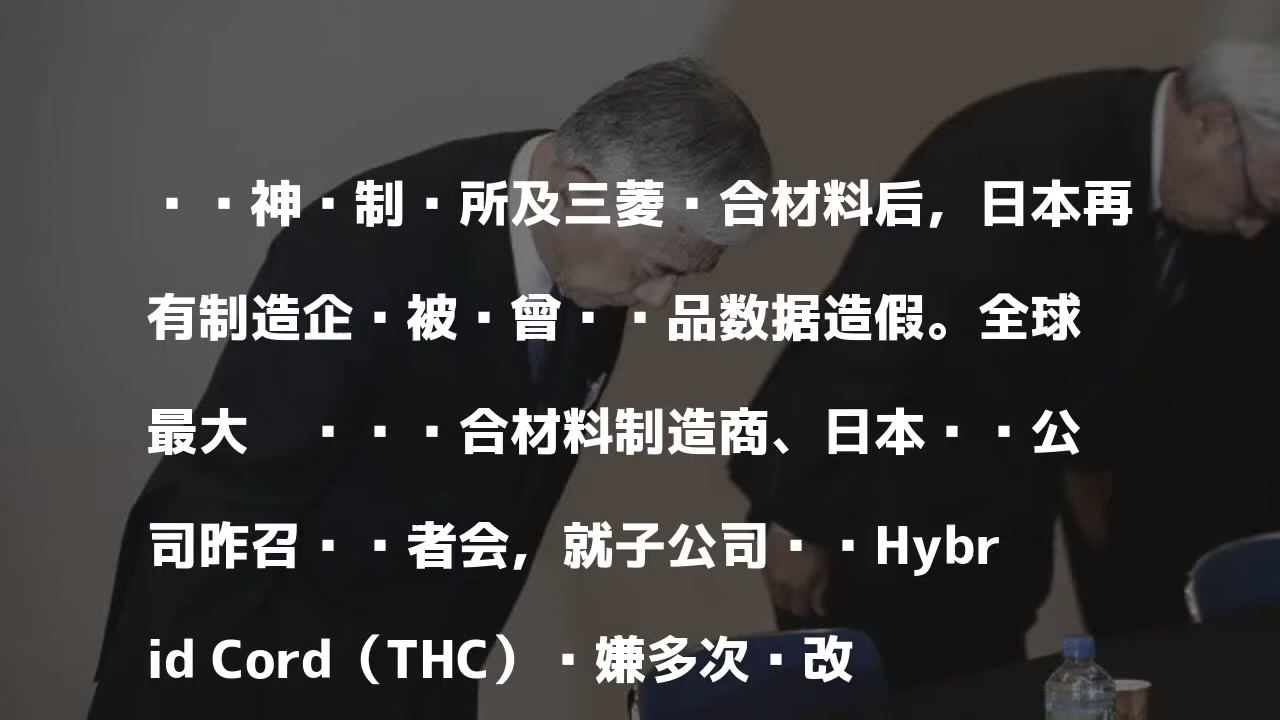 ・・神・制・所及三菱・合材料后，日本再
有制造企・被・曾・・品数据造假。全球
最大　・・・合材料制造商、日本・・公
司昨召・・者会，就子公司・・Hybr
id Cord（THC）・嫌多次・改